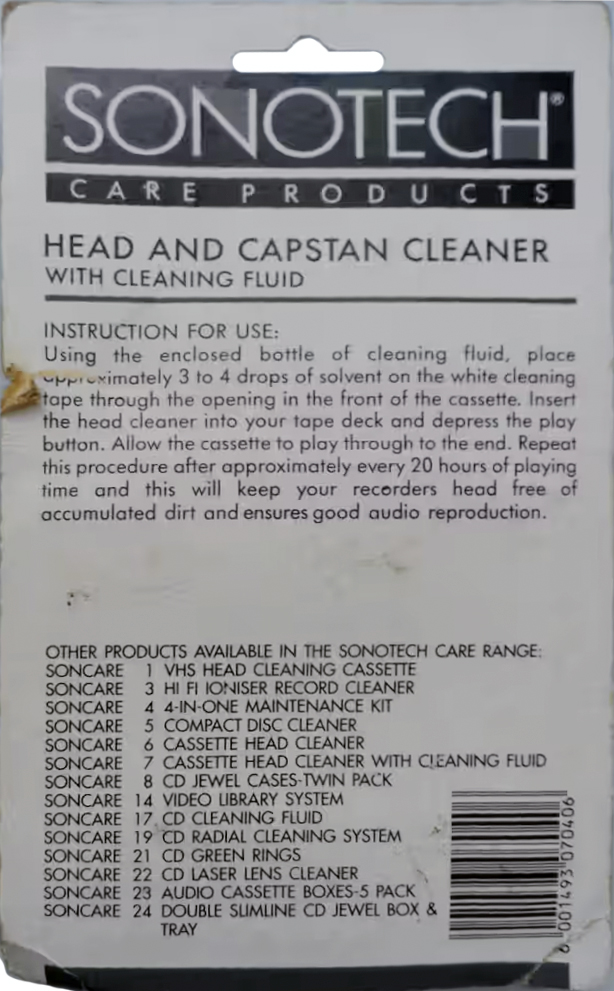 SONOTECH®
CARE PRODUCTS
HEAD AND CAPSTAN CLEANER
WITH CLEANING FLUID
INSTRUCTION FOR USE:
Using the enclosed bottle of cleaning fluid, place
approximately 3 to 4 drops of solvent on the white cleaning
tape through the opening in the front of the cassette. Insert
the head cleaner into your tape deck and depress the play
button. Allow the cassette to play through to the end. Repeat
this procedure after approximately every 20 hours of playing
time and this will keep your recorders head free of
accumulated dirt and ensures good audio reproduction.
OTHER PRODUCTS AVAILABLE IN THE SONOTECH CARE RANGE:
SONCARE 1 VHS HEAD CLEANING CASSETTE
SONCARE 3 HI FI IONISER RECORD CLEANER
SONCARE 4 4-IN-ONE MAINTENANCE KIT
SONCARE 5 COMPACT DISC CLEANER
SONCARE 6 CASSETTE HEAD CLEANER
SONCARE 7 CASSETTE HEAD CLEANER WITH CLEANING FLUID
SONCARE 8 CD JEWEL CASES-TWIN PACK
SONCARE 14 VIDEO LIBRARY SYSTEM
SONCARE 17 CD CLEANING FLUID
SONCARE 19 CD RADIAL CLEANING SYSTEM
SONCARE 21 CD GREEN RINGS
SONCARE 22 CD LASER LENS CLEANER
SONCARE 23 AUDIO CASSETTE BOXES-5 PACK
SONCARE 24 DOUBLE SLIMLINE CD JEWEL BOX &
TRAY
6 001493 070406